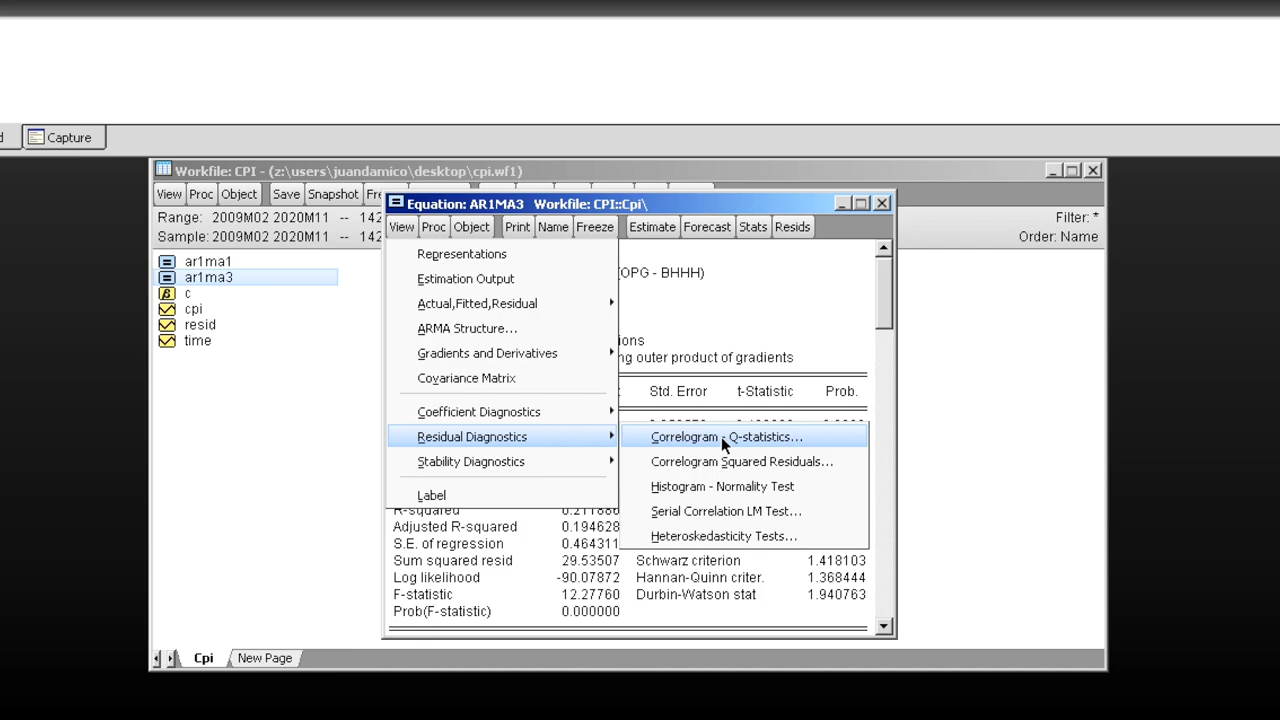 d Capture
Workfile: CPI - (z:\users\juandamico\desktop\cpi.wf1)
View Proc Object Save Snapshot Fre
Range: 2009M02 2020M11 -- 142 Filter: *
Sample: 2009M02 2020M11 -- 142 Order: Name
ar1ma1
ar1ma3
c
cpi
resid
time
Equation: AR1MA3 Workfile: CPI::Cpi\
View Proc Object Print Name Freeze Estimate Forecast Stats Resids
Representations
Estimation Output
Actual,Fitted,Residual
ARMA Structure...
Gradients and Derivatives
Covariance Matrix
Coefficient Diagnostics
Residual Diagnostics
Stability Diagnostics
Label
(OPG - BHHH)
ions
ng outer product of gradients
t Std. Error t-Statistic Prob.
Correlogram - Q-statistics...
Correlogram Squared Residuals...
Histogram - Normality Test
Serial Correlation LM Test...
Heteroskedasticity Tests...
R-squared
Adjusted R-squared 0.194628
S.E. of regression 0.464311
Sum squared resid 29.53507 Schwarz criterion 1.418103
Log likelihood -90.07872 Hannan-Quinn criter. 1.368444
F-statistic 12.27760 Durbin-Watson stat 1.940763
Prob(F-statistic) 0.000000
Cpi New Page